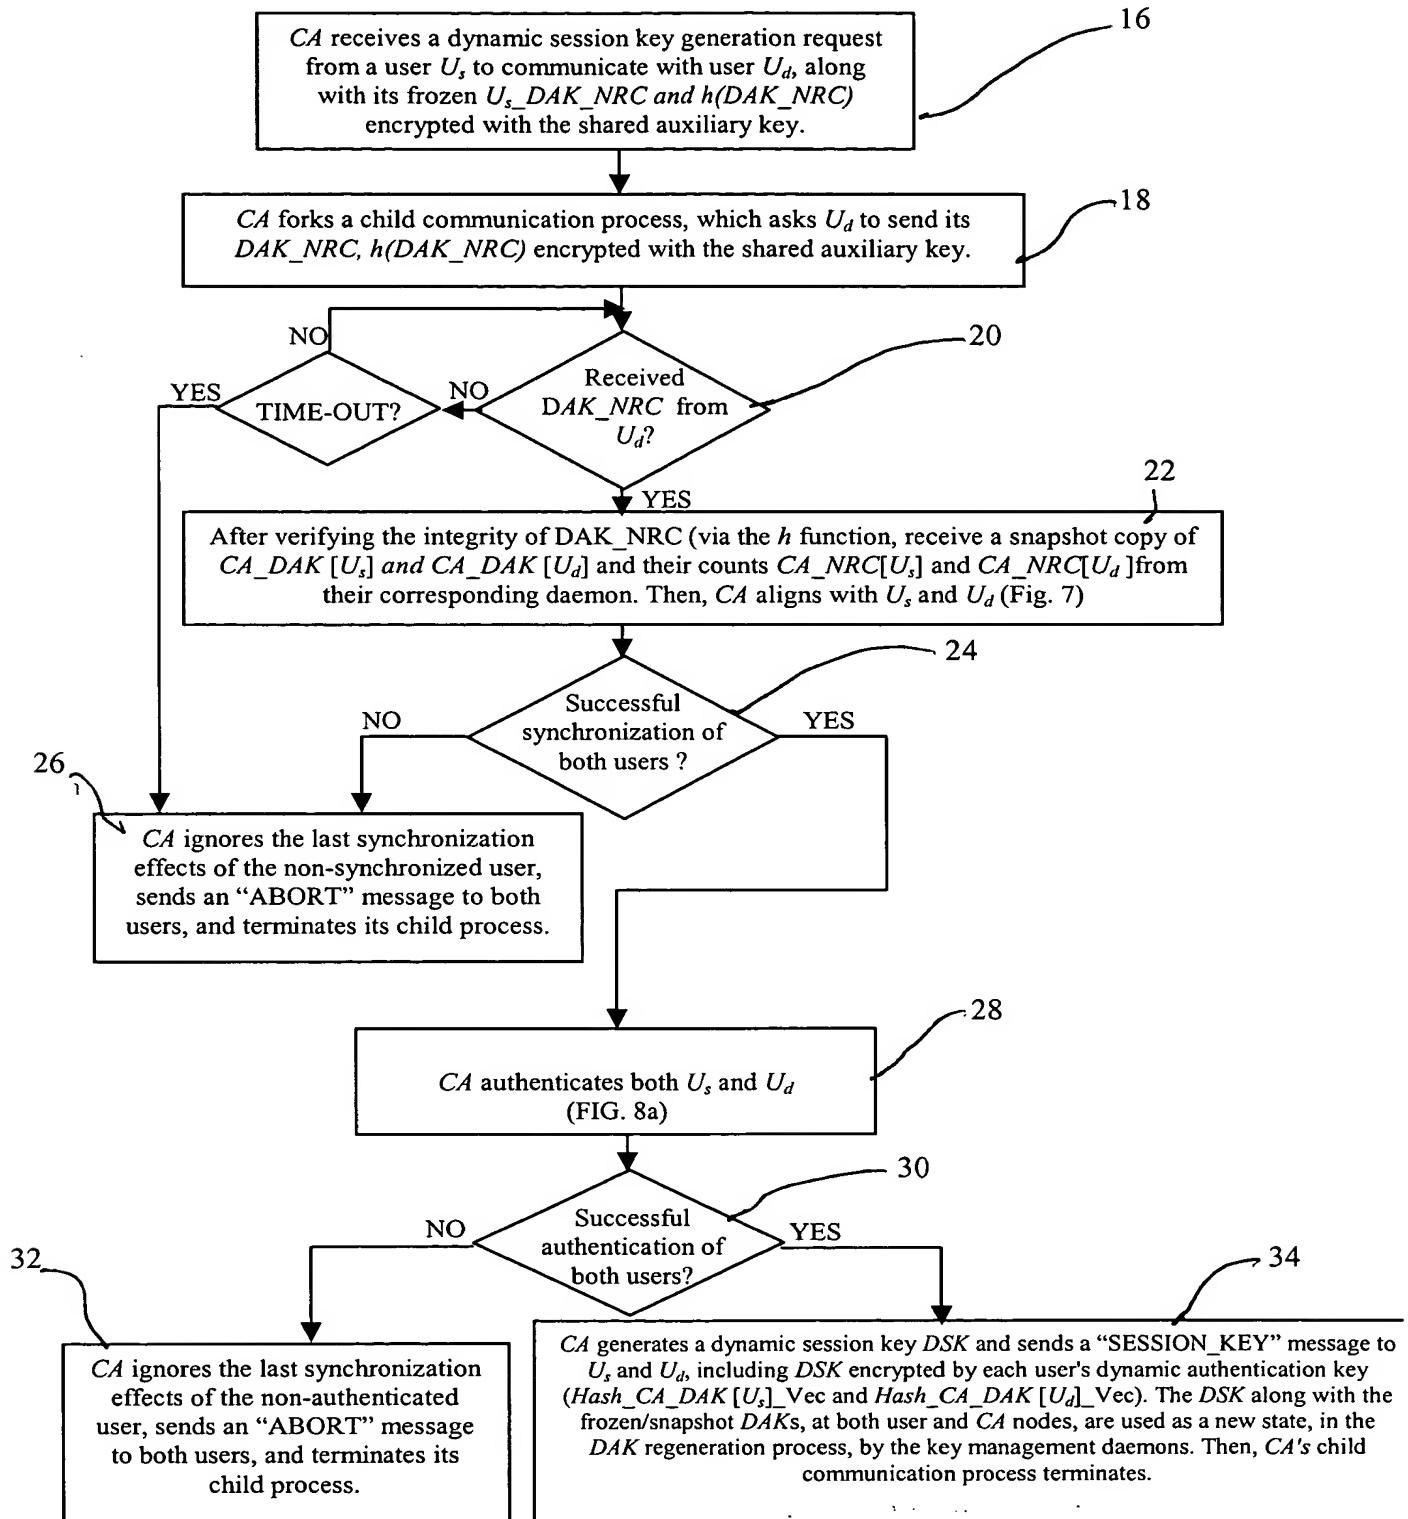 16
CA receives a dynamic session key generation request
from a user Us to communicate with user Ud, along
with its frozen Us_DAK_NRC and h(DAK_NRC)
encrypted with the shared auxiliary key.
18
CA forks a child communication process, which asks Ud to send its
DAK_NRC, h(DAK_NRC) encrypted with the shared auxiliary key.
NO
20
YES
TIME-OUT?
NO
Received
DAK_NRC from
Ud?
YES
22
After verifying the integrity of DAK_NRC (via the h function, receive a snapshot copy of
CA_DAK [Us] and CA_DAK [Ud] and their counts CA_NRC[Us] and CA_NRC[Ud ]from
their corresponding daemon. Then, CA aligns with Us and Ud (Fig. 7)
24
NO
Successful
synchronization of
both users ?
YES
26
CA ignores the last synchronization
effects of the non-synchronized user,
sends an “ABORT” message to both
users, and terminates its child process.
28
CA authenticates both Us and Ud
(FIG. 8a)
30
NO
Successful
authentication of
both users?
YES
32
CA ignores the last synchronization
effects of the non-authenticated
user, sends an “ABORT” message
to both users, and terminates its
child process.
34
CA generates a dynamic session key DSK and sends a “SESSION_KEY” message to
Us and Ud, including DSK encrypted by each user's dynamic authentication key
(Hash_CA_DAK [Us]_Vec and Hash_CA_DAK [Ud]_Vec). The DSK along with the
frozen/snapshot DAKs, at both user and CA nodes, are used as a new state, in the
DAK regeneration process, by the key management daemons. Then, CA's child
communication process terminates.